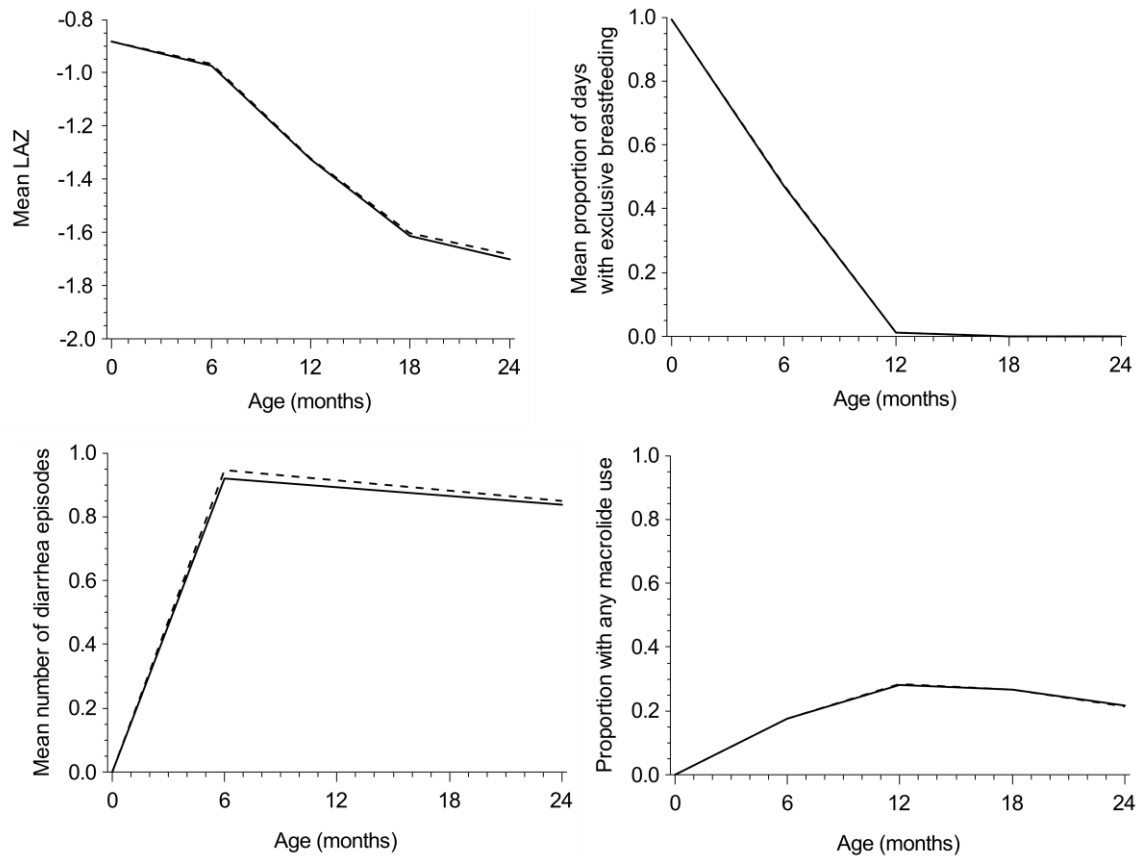 Mean LAZ
-0.8
-1.0
-1.2
-1.4
-1.6
-1.8
-2.0
0 6 12 18 24
Age (months)
Mean proportion of days
with exclusive breastfeeding
1.0
0.8
0.6
0.4
0.2
0.0
0 6 12 18 24
Age (months)
Mean number of diarrhea episodes
1.0
0.8
0.6
0.4
0.2
0.0
0 6 12 18 24
Age (months)
Proportion with any macrolide use
1.0
0.8
0.6
0.4
0.2
0.0
0 6 12 18 24
Age (months)